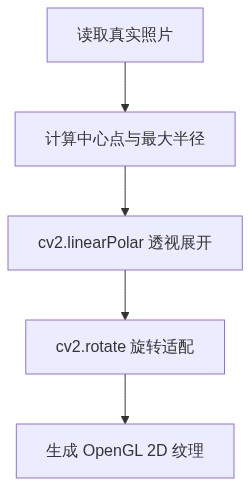 读取真实照片
计算中心点与最大半径
cv2.linearPolar 透视展开
cv2.rotate 旋转适配
生成 OpenGL 2D 纹理